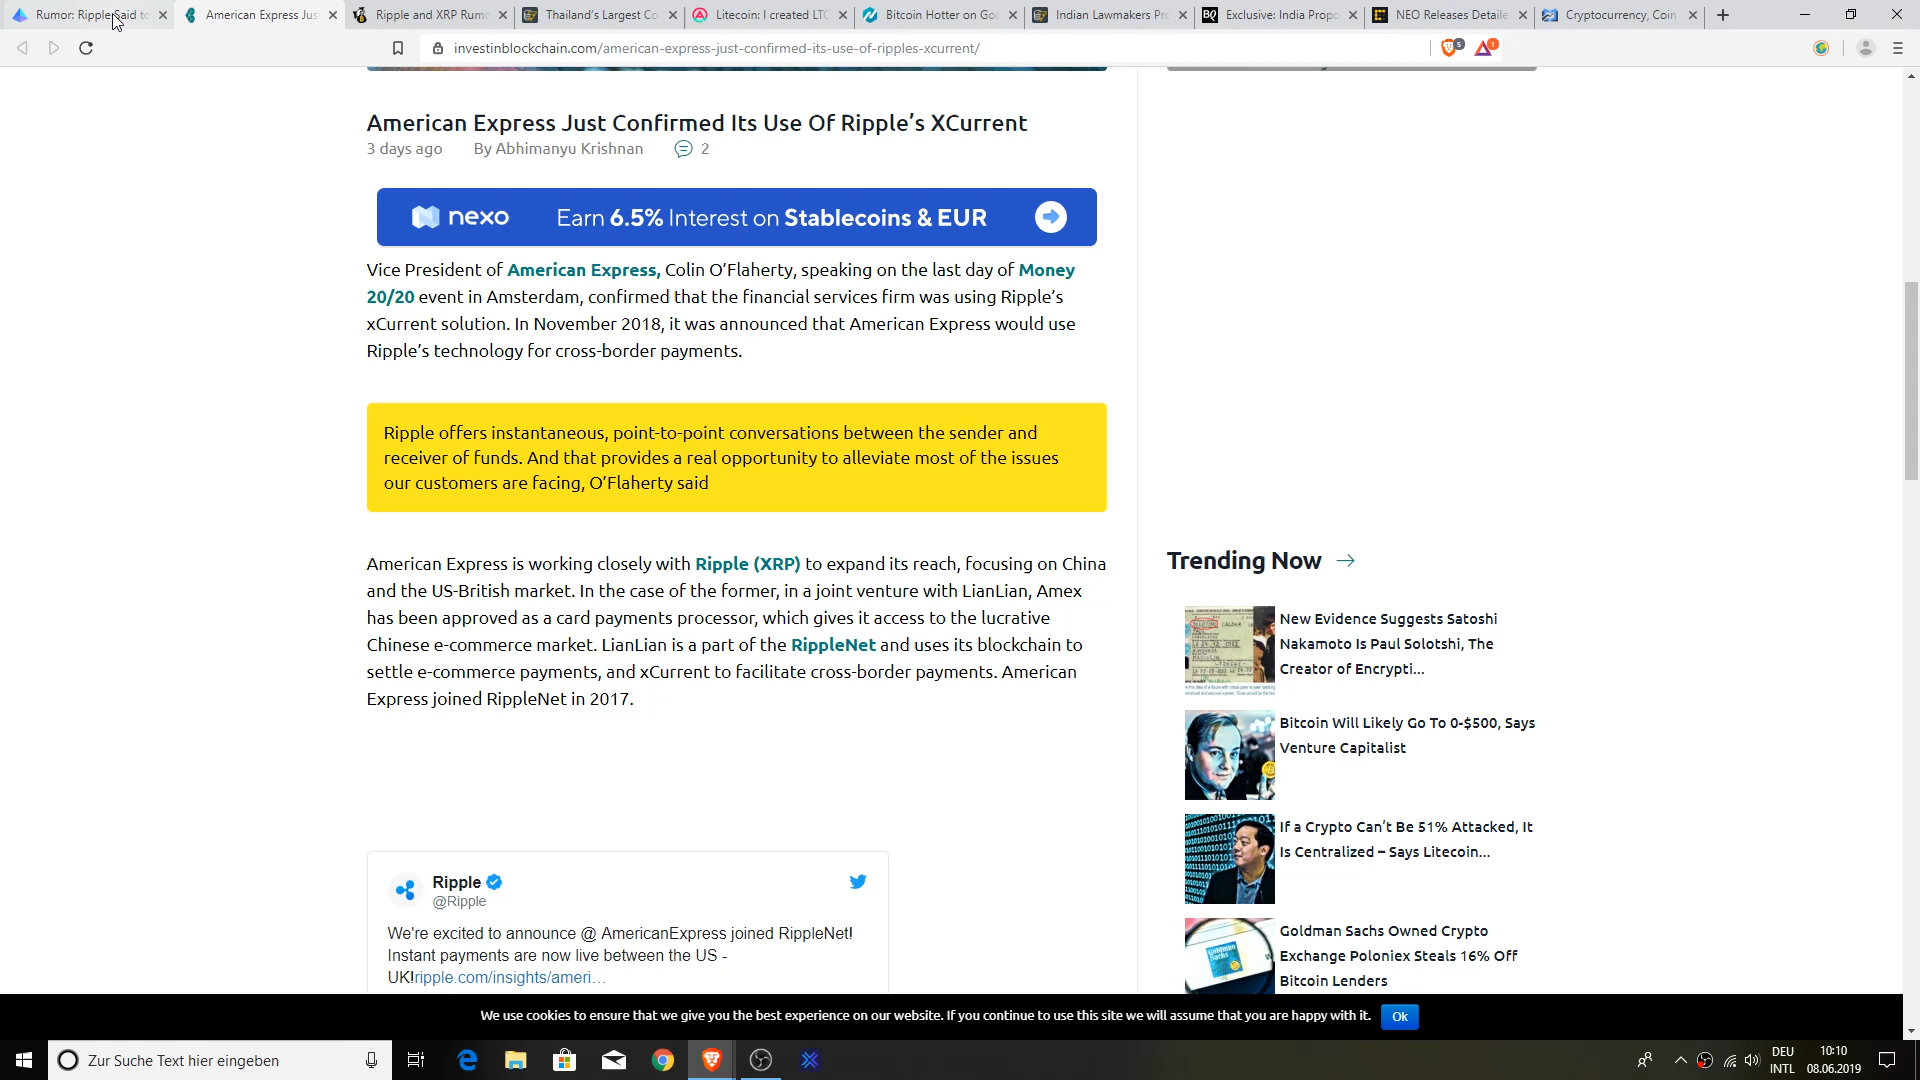 Rumor: Ripple Said to
American Express Jus
Ripple and XRP Rumo
Thailand's Largest Co
Litecoin: I created LTC
Bitcoin Hotter on Goo
Indian Lawmakers Pro
BQ
Exclusive: India Propo
NEO Releases Detaile
Cryptocurrency, Coin
investinblockchain.com/american-express-just-confirmed-its-use-of-ripples-xcurrent/
5
1
American Express Just Confirmed Its Use Of Ripple's XCurrent
3 days ago By Abhimanyu Krishnan 2
nexo Earn 6.5% Interest on Stablecoins & EUR
Vice President of American Express, Colin O'Flaherty, speaking on the last day of Money
20/20 event in Amsterdam, confirmed that the financial services firm was using Ripple's
xCurrent solution. In November 2018, it was announced that American Express would use
Ripple's technology for cross-border payments.
Ripple offers instantaneous, point-to-point conversations between the sender and
receiver of funds. And that provides a real opportunity to alleviate most of the issues
our customers are facing, O'Flaherty said
American Express is working closely with Ripple (XRP) to expand its reach, focusing on China
and the US-British market. In the case of the former, in a joint venture with LianLian, Amex
has been approved as a card payments processor, which gives it access to the lucrative
Chinese e-commerce market. LianLian is a part of the RippleNet and uses its blockchain to
settle e-commerce payments, and xCurrent to facilitate cross-border payments. American
Express joined RippleNet in 2017.
Ripple
@Ripple
We're excited to announce @ AmericanExpress joined RippleNet!
Instant payments are now live between the US -
UK!ripple.com/insights/ameri…
Trending Now
New Evidence Suggests Satoshi
Nakamoto Is Paul Solotshi, The
Creator of Encrypti...
Bitcoin Will Likely Go To 0-$500, Says
Venture Capitalist
If a Crypto Can't Be 51% Attacked, It
Is Centralized – Says Litecoin...
Goldman Sachs Owned Crypto
Exchange Poloniex Steals 16% Off
Bitcoin Lenders
We use cookies to ensure that we give you the best experience on our website. If you continue to use this site we will assume that you are happy with it.
Ok
Zur Suche Text hier eingeben
DEU
INTL
10:10
08.06.2019